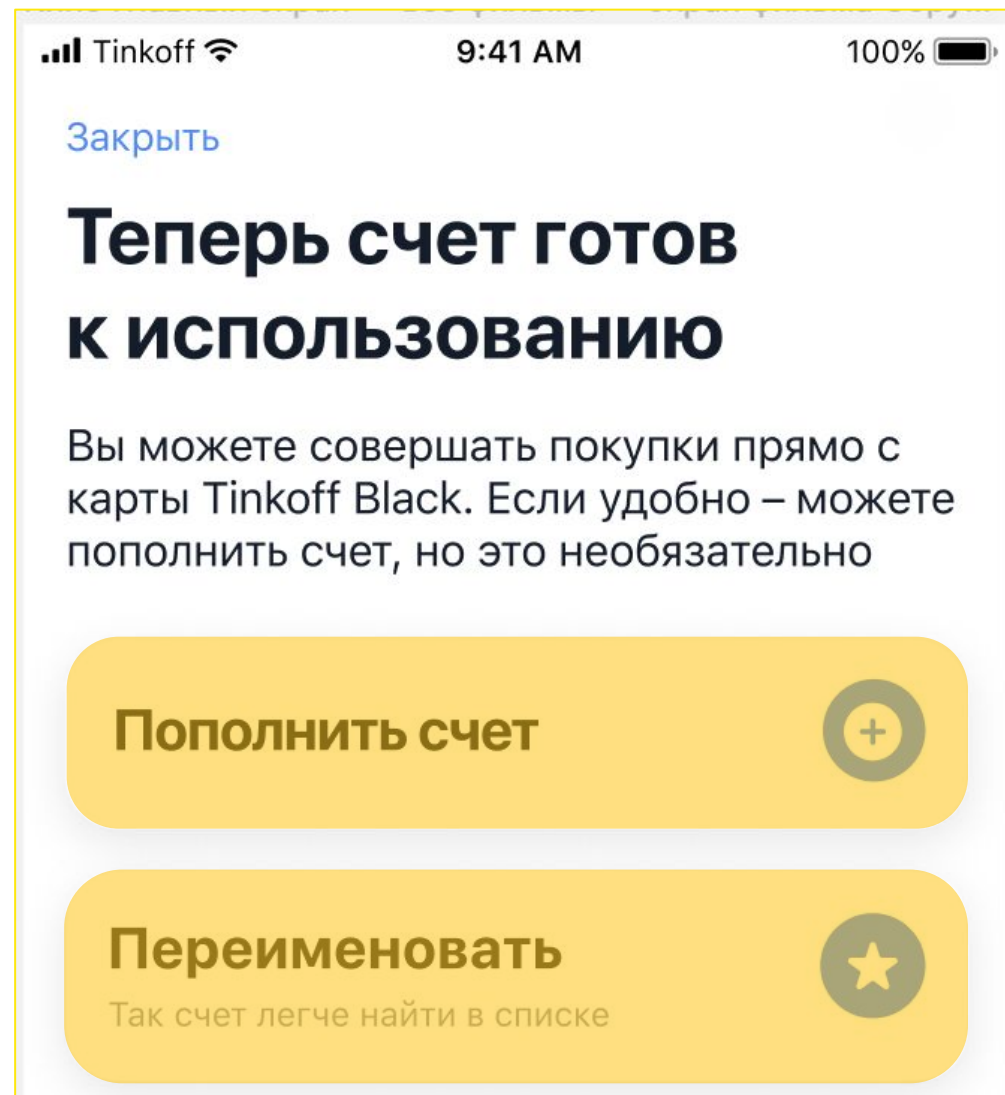 Tinkoff 9:41 AM 100%
Закрыть
Теперь счет готов
к использованию
Вы можете совершать покупки прямо с
карты Tinkoff Black. Если удобно – можете
пополнить счет, но это необязательно
Пополнить счет
Переименовать
Так счет легче найти в списке